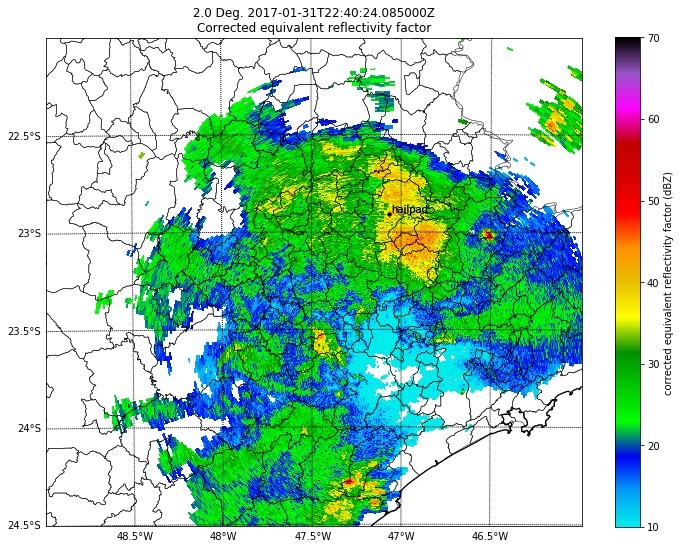 2.0 Deg. 2017-01-31T22:40:24.085000Z
Corrected equivalent reflectivity factor
70
60
50
40
30
20
10
corrected equivalent reflectivity factor (dBZ)
22.5°S
23°S
23.5°S
24°S
24.5°S
hailpad
48.5°W
48°W
47.5°W
47°W
46.5°W